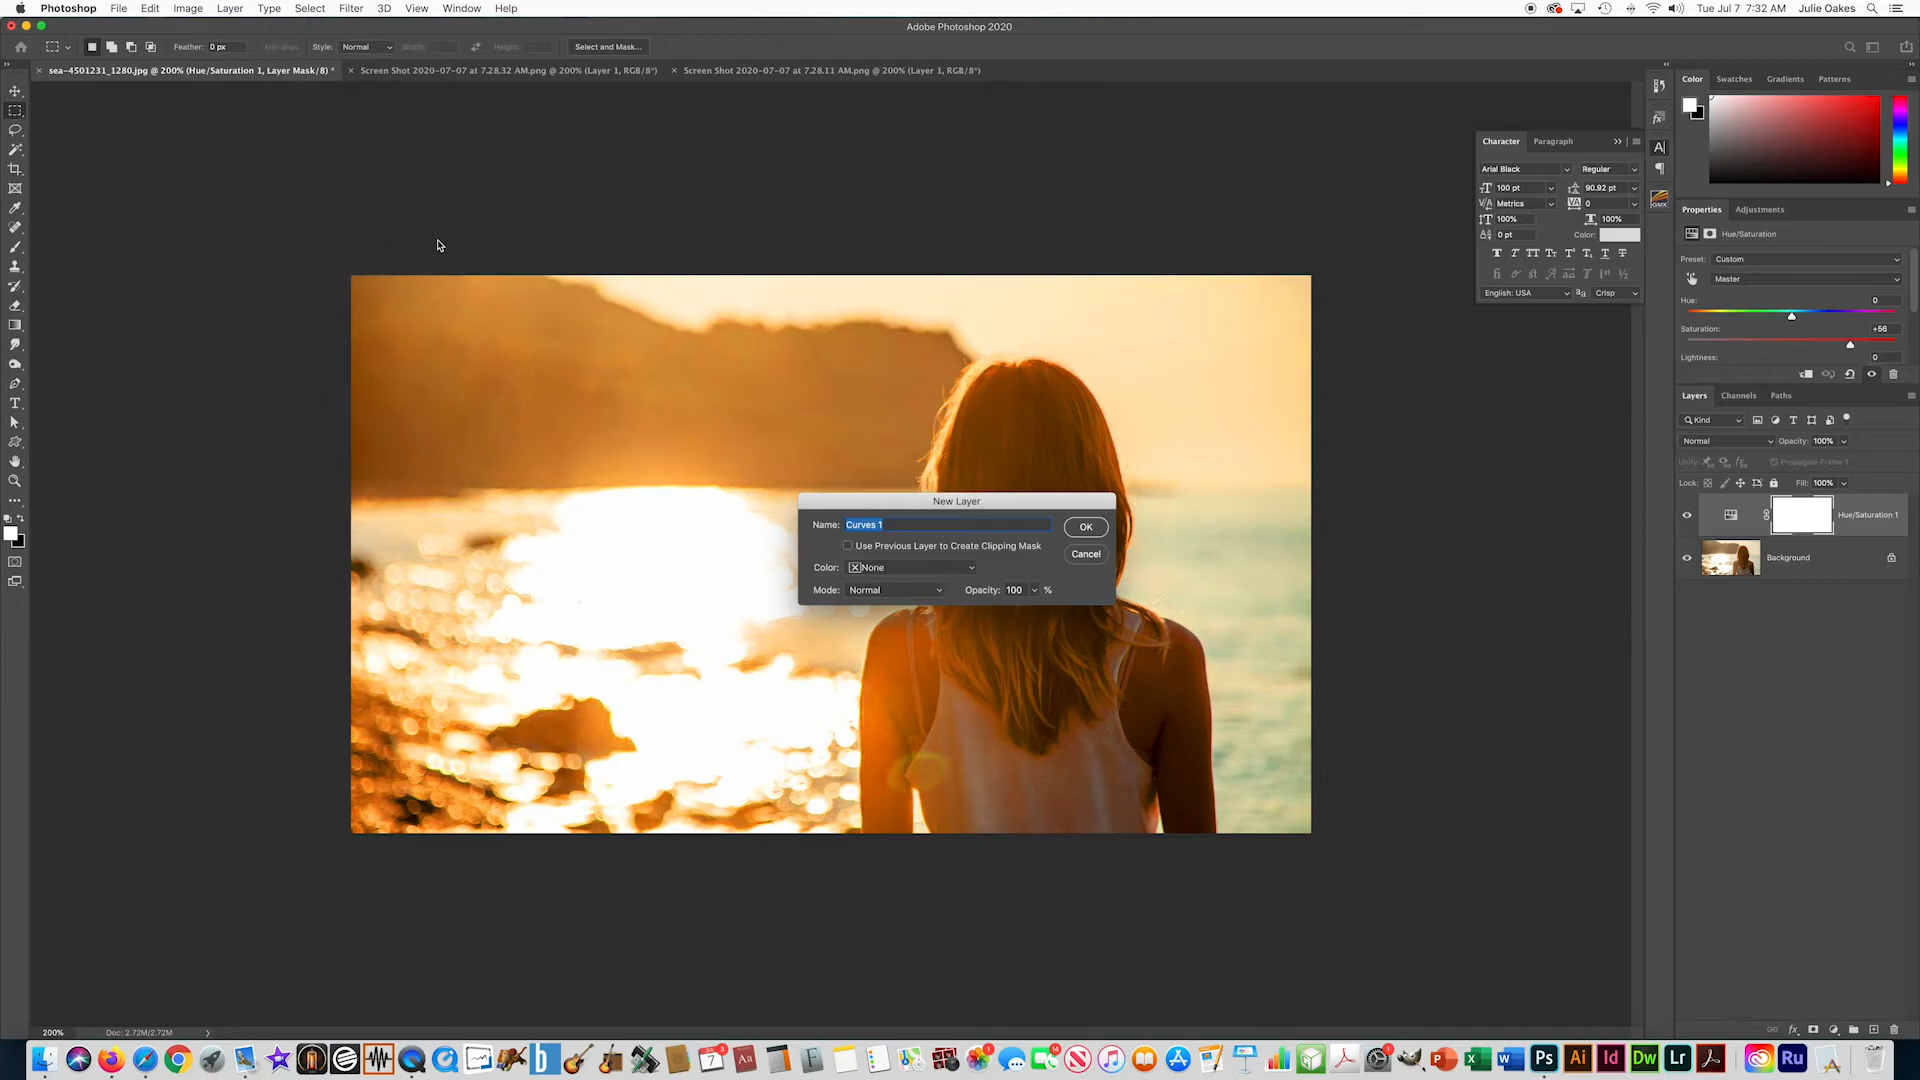 Photoshop File Edit Image Layer Type Select Filter 3D View Window Help Tue Jul 7 7:32 AM Julie Oakes
Adobe Photoshop 2020
Feather: 0 px Anti-alias Style: Normal Width: Height: Select and Mask...
sea-4501231_1280.jpg @ 200% (Hue/Saturation 1, Layer Mask/8) * Screen Shot 2020-07-07 at 7.28.32 AM.png @ 200% (Layer 1, RGB/8*) Screen Shot 2020-07-07 at 7.28.11 AM.png @ 200% (Layer 1, RGB/8*)
Color Swatches Gradients Patterns
Character Paragraph
Arial Black Regular
100 pt 90.92 pt
Metrics 0
100% 100%
0 pt Color:
English: USA Crisp
GMX
Properties Adjustments
Hue/Saturation
Preset: Custom
Master
Hue: 0
Saturation: +56
Lightness: 0
Layers Channels Paths
Kind
Normal Opacity: 100%
Unify: Propagate Frame 1
Lock: Fill: 100%
Hue/Saturation 1
Background
New Layer
Name: Curves 1 OK
Use Previous Layer to Create Clipping Mask Cancel
Color: None
Mode: Normal Opacity: 100 %
200% Doc: 2.72M/2.72M
Ps Ai Id Dw Lr Ru